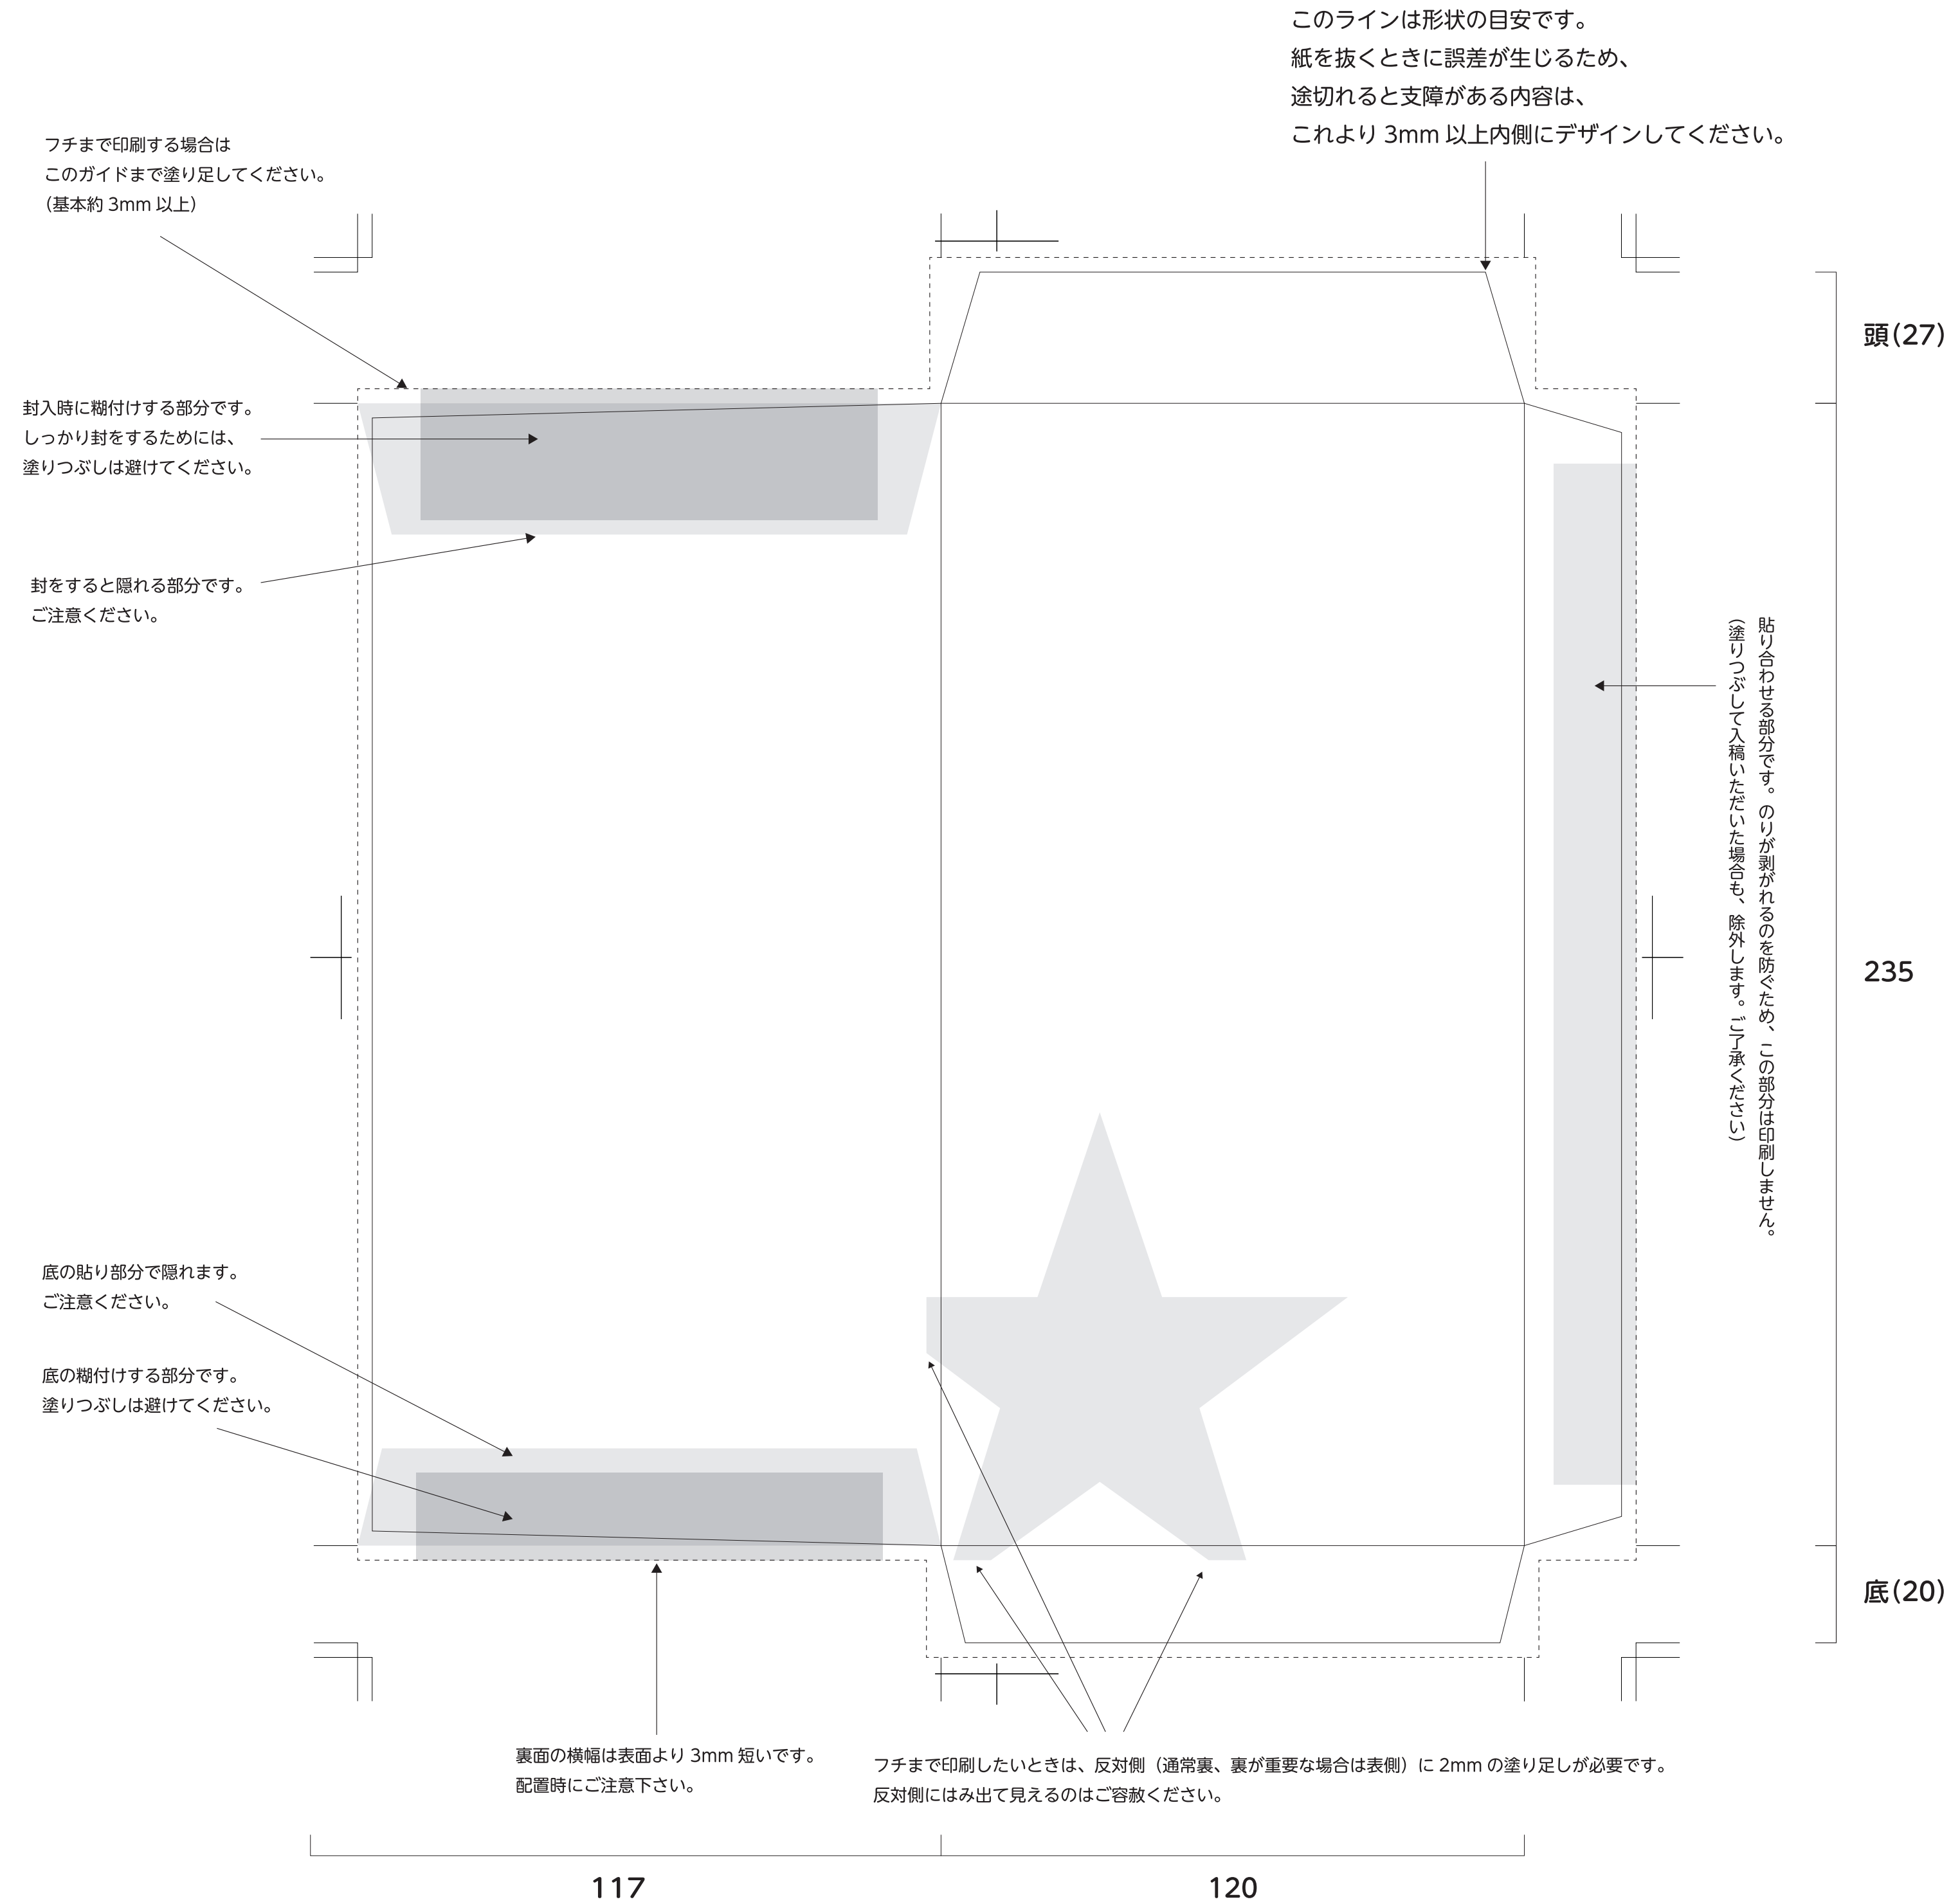 このラインは形状の目安です。
紙を抜くときに誤差が生じるため、
途切れると支障がある内容は、
これより 3mm 以上内側にデザインしてください。
フチまで印刷する場合は
このガイドまで塗り足してください。
（基本約 3mm 以上）
頭(27)
封入時に糊付けする部分です。
しっかり封をするためには、
塗りつぶしは避けてください。
封をすると隠れる部分です。
ご注意ください。
貼り合わせる部分です。のりが剥がれるのを防ぐため、この部分は印刷しません。
（塗りつぶして入稿いただいた場合も、除外します。ご了承ください）
235
底の貼り部分で隠れます。
ご注意ください。
底の糊付けする部分です。
塗りつぶしは避けてください。
底(20)
裏面の横幅は表面より 3mm 短いです。
配置時にご注意下さい。
フチまで印刷したいときは、反対側（通常裏、裏が重要な場合は表側）に 2mm の塗り足しが必要です。
反対側にはみ出て見えるのはご容赦ください。
117
120